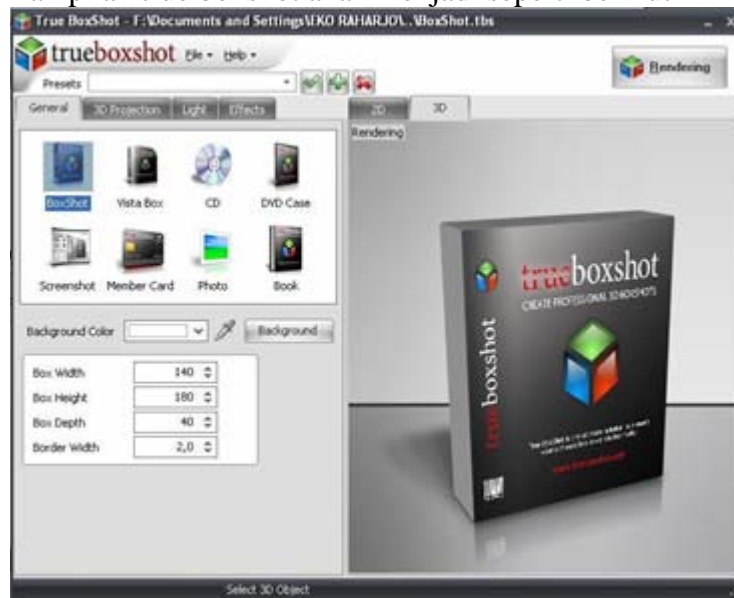 True BoxShot - F:\Documents and Settings\EKO RAHARJO\..\BoxShot.tbs
trueboxshot File Help
Rendering
Presets
General 3D Projection Light Effects
2D 3D
Rendering
BoxShot Vista Box CD DVD Case
Screenshot Member Card Photo Book
Background Color Background
Box Width 140
Box Height 180
Box Depth 40
Border Width 2,0
trueboxshot
CREATE PROFESSIONAL 3D BOXSHOTS
trueboxshot
Select 3D Object